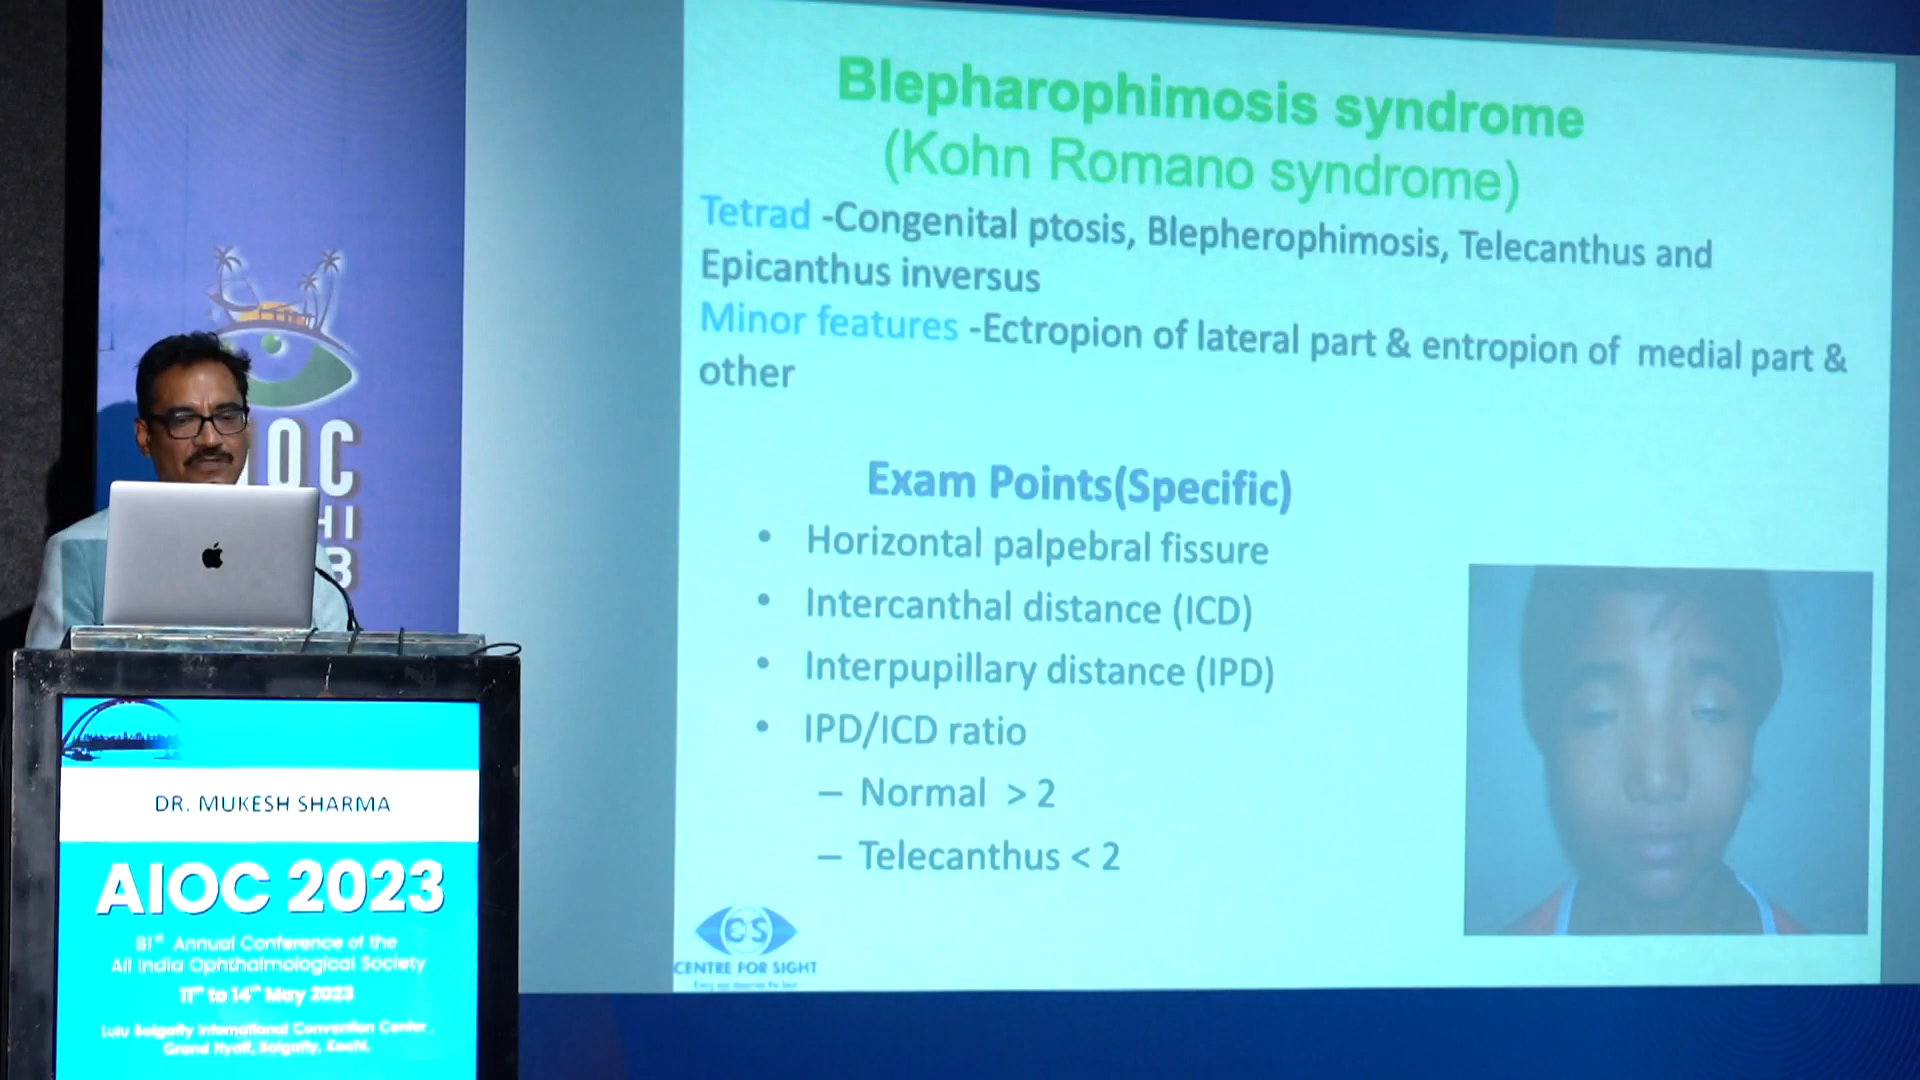 Blepharophimosis syndrome
(Kohn Romano syndrome)
Tetrad -Congenital ptosis, Blepherophimosis, Telecanthus and
Epicanthus inversus
Minor features -Ectropion of lateral part & entropion of medial part &
other
Exam Points(Specific)
• Horizontal palpebral fissure
• Intercanthal distance (ICD)
• Interpupillary distance (IPD)
• IPD/ICD ratio
– Normal > 2
– Telecanthus < 2
CS
CENTRE FOR SIGHT
IOC
HI
3
DR. MUKESH SHARMA
AIOC 2023
81st Annual Conference of the
All India Ophthalmological Society
11th to 14th May 2023
Lulu Bolgatty International Convention Center,
Grand Hyatt, Bolgatty, Kochi.